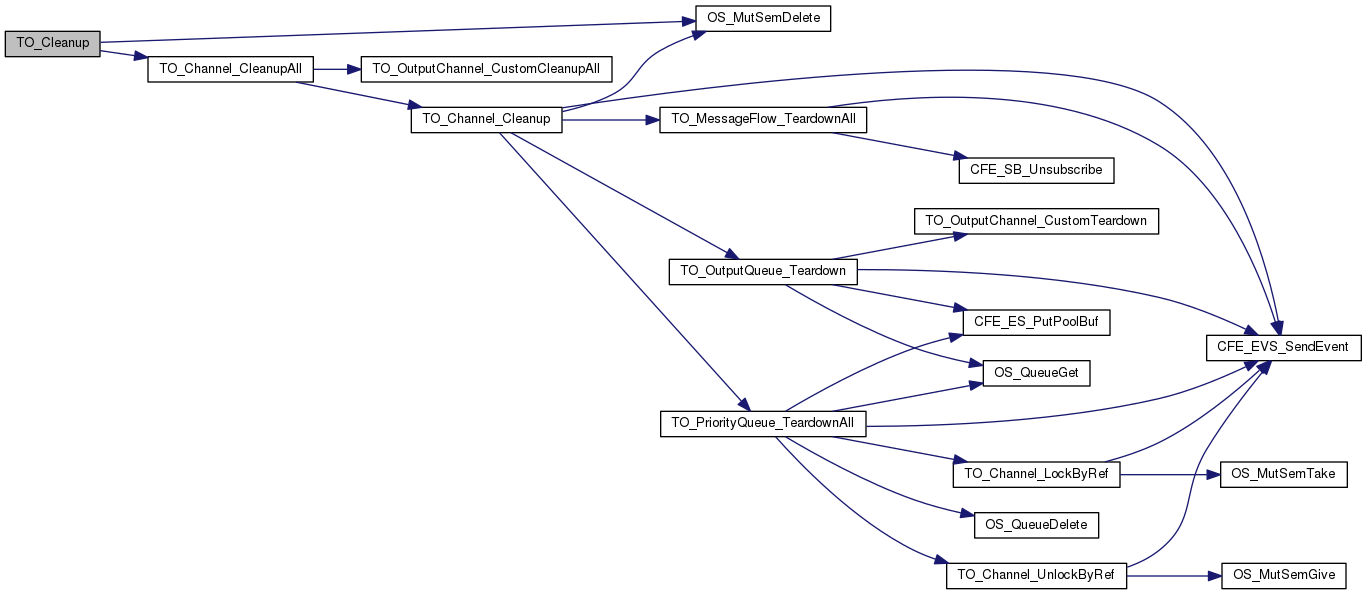 TO_Cleanup
OS_MutSemDelete
TO_Channel_CleanupAll
TO_OutputChannel_CustomCleanupAll
TO_Channel_Cleanup
TO_MessageFlow_TeardownAll
CFE_SB_Unsubscribe
TO_OutputChannel_CustomTeardown
TO_OutputQueue_Teardown
CFE_ES_PutPoolBuf
CFE_EVS_SendEvent
OS_QueueGet
TO_PriorityQueue_TeardownAll
TO_Channel_LockByRef
OS_MutSemTake
OS_QueueDelete
TO_Channel_UnlockByRef
OS_MutSemGive